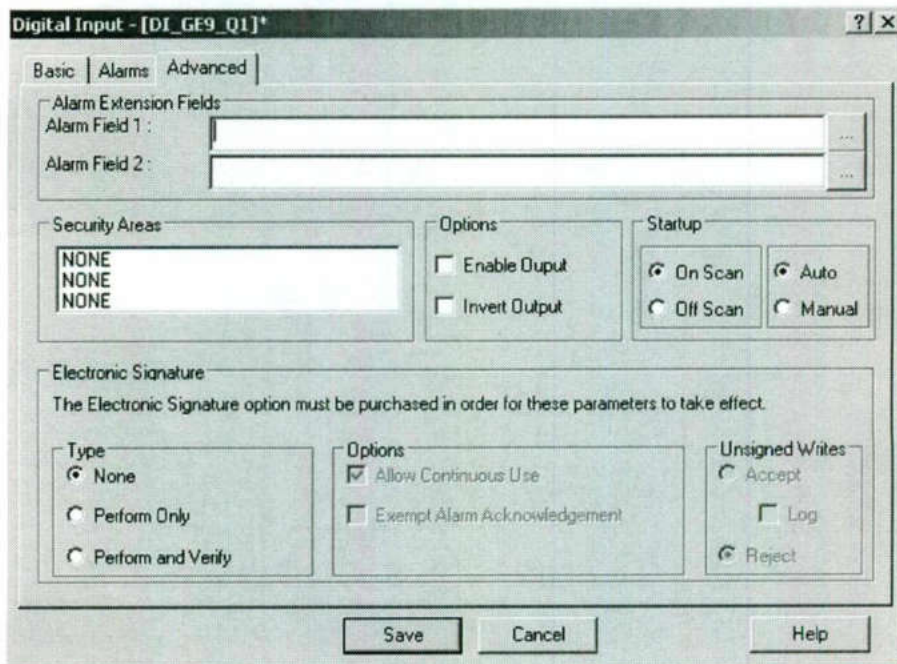 Digital Input - [DI_GE9_Q1]*
? X
Basic Alarms Advanced
Alarm Extension Fields
Alarm Field 1 :
...
Alarm Field 2 :
...
Security Areas
NONE
NONE
NONE
Options
Enable Ouput
Invert Output
Startup
On Scan
Off Scan
Auto
Manual
Electronic Signature
The Electronic Signature option must be purchased in order for these parameters to take effect.
Type
None
Perform Only
Perform and Verify
Options
Allow Continuous Use
Exempt Alarm Acknowledgement
Unsigned Writes
Accept
Log
Reject
Save Cancel Help